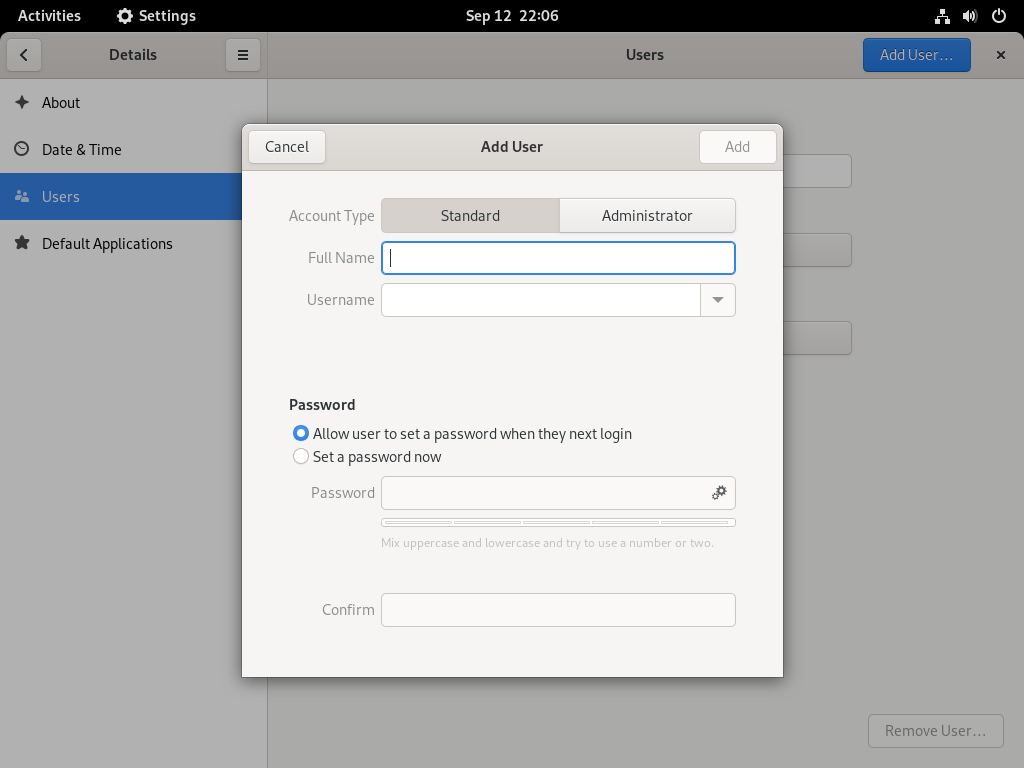 Activities Settings Sep 12 22:06
Details Users Add User…
About
Date & Time
Users
Default Applications
Cancel Add User Add
Account Type Standard Administrator
Full Name
Username
Password
Allow user to set a password when they next login
Set a password now
Password
Mix uppercase and lowercase and try to use a number or two.
Confirm
Remove User…